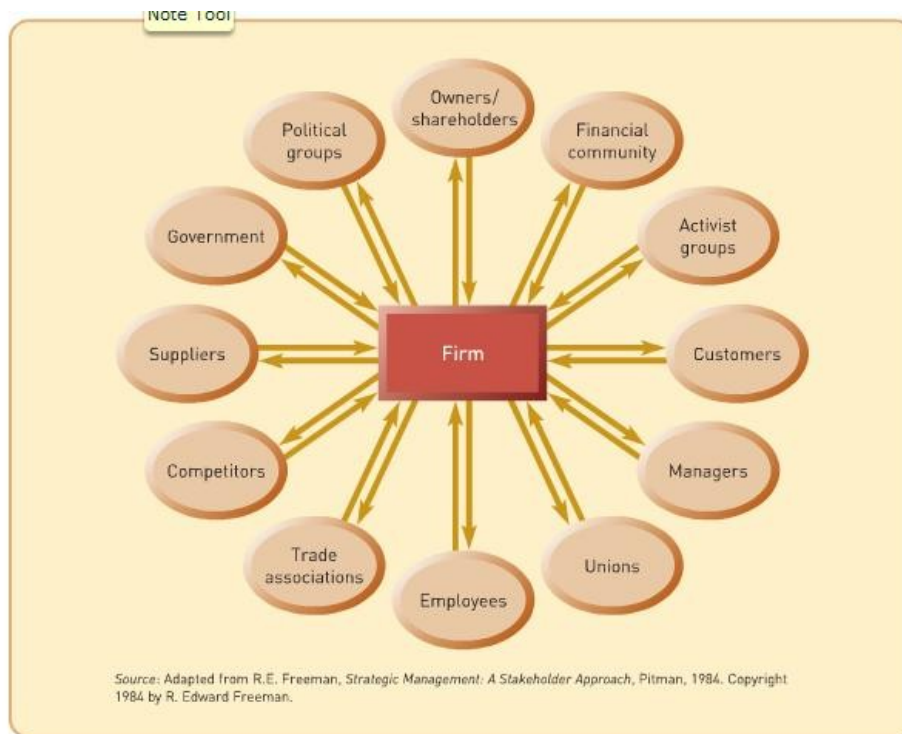 Note Tool
Owners/
shareholders
Political
groups
Financial
community
Government
Activist
groups
Suppliers
Firm
Customers
Competitors
Managers
Trade
associations
Employees
Unions
Source: Adapted from R.E. Freeman, Strategic Management: A Stakeholder Approach, Pitman, 1984. Copyright
1984 by R. Edward Freeman.